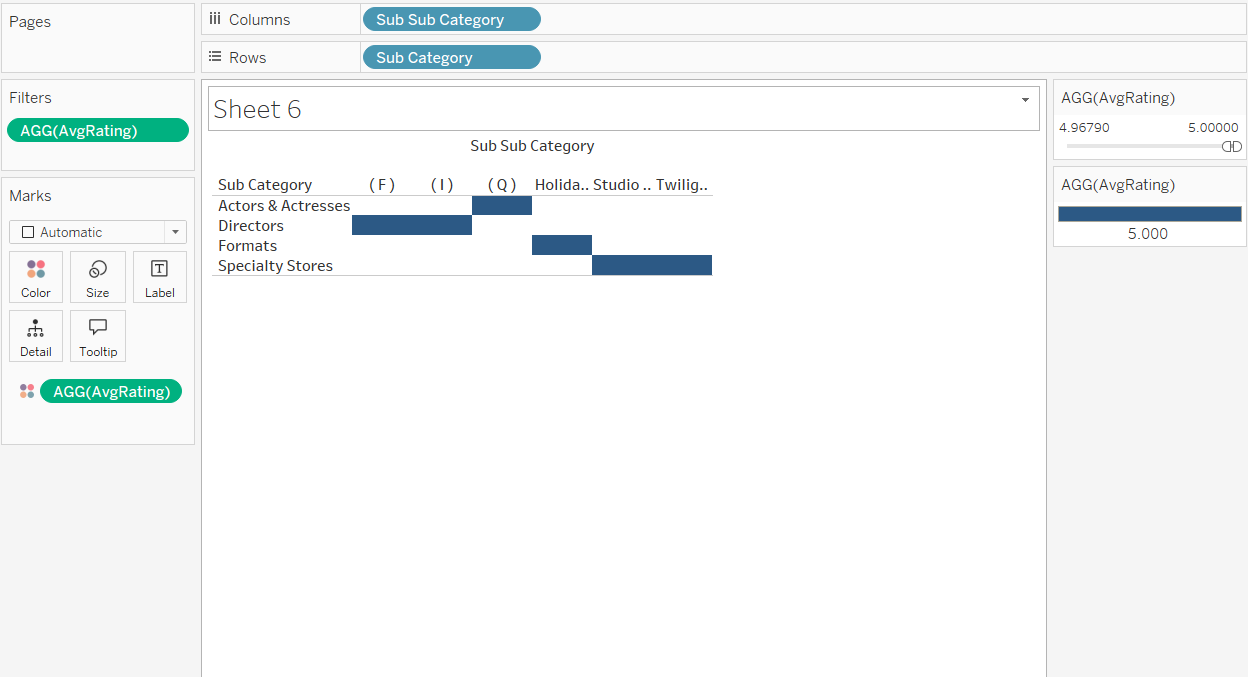 Pages
Columns
Sub Sub Category
Rows
Sub Category
Filters
AGG(AvgRating)
Marks
Automatic
Color
Size
Label
Detail
Tooltip
AGG(AvgRating)
Sheet 6
Sub Sub Category
Sub Category ( F ) ( I ) ( Q ) Holida.. Studio .. Twilig..
Actors & Actresses
Directors
Formats
Specialty Stores
AGG(AvgRating)
4.96790 5.00000
AGG(AvgRating)
5.000